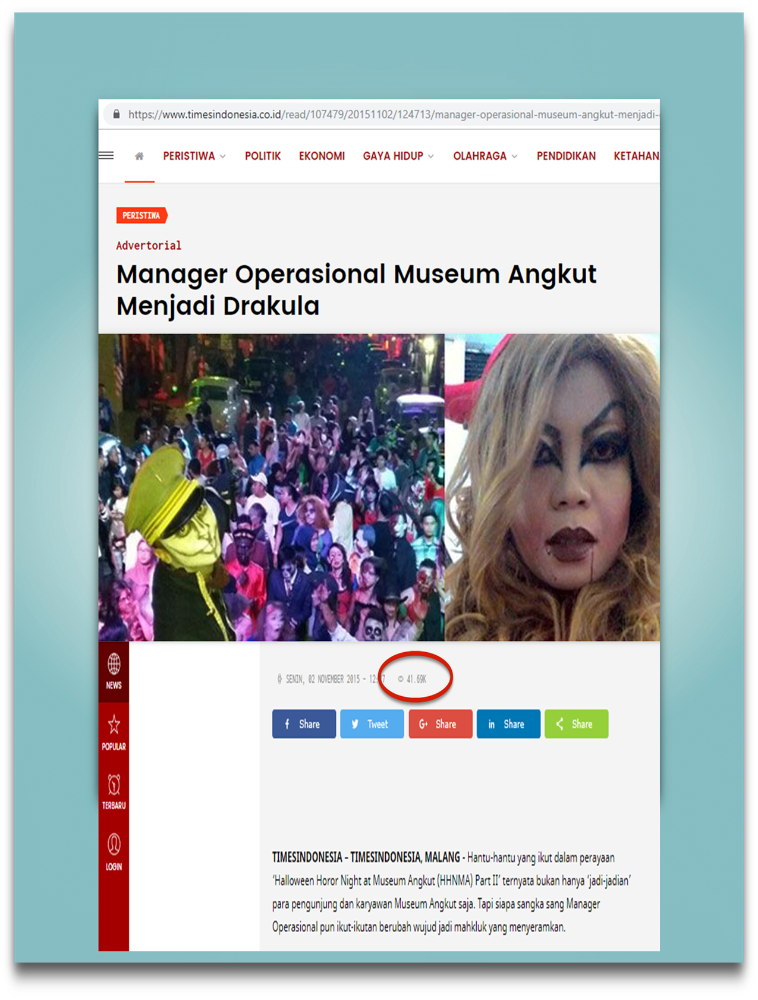 https://www.timesindonesia.co.id/read/107479/20151102/124713/manager-operasional-museum-angkut-menjadi-
PERISTIWA POLITIK EKONOMI GAYA HIDUP OLAHRAGA PENDIDIKAN KETAHAN
PERISTIWA
Advertorial
Manager Operasional Museum Angkut
Menjadi Drakula
SENIN, 02 NOVEMBER 2015 - 12: 7 41.69K
Share Tweet G+ Share in Share Share
NEWS
POPULAR
TERBARU
LOGIN
TIMESINDONESIA – TIMESINDONESIA, MALANG - Hantu-hantu yang ikut dalam perayaan
‘Halloween Horor Night at Museum Angkut (HHNMA) Part II’ ternyata bukan hanya ‘jadi-jadian’
para pengunjung dan karyawan Museum Angkut saja. Tapi siapa sangka sang Manager
Operasional pun ikut-ikutan berubah wujud jadi mahkluk yang menyeramkan.